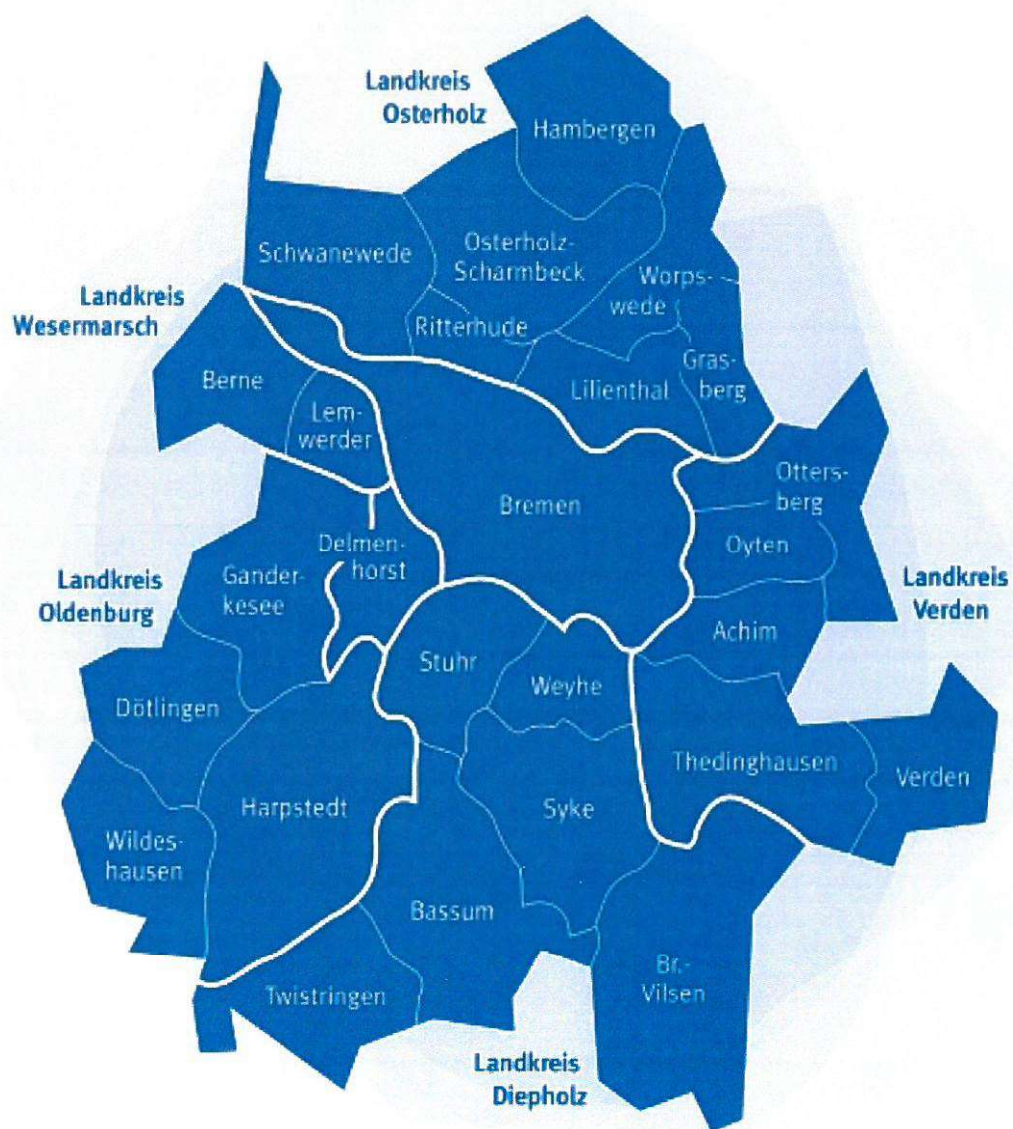 Landkreis
Osterholz
Hambergen
Schwanewede
Osterholz-
Scharmbeck
Worps-
wede
Landkreis
Wesermarsch
Ritterhude
Gras-
berg
Berne
Lilienthal
Lem-
werder
Otters-
berg
Bremen
Oyten
Delmen-
horst
Landkreis
Oldenburg
Gander-
kesee
Landkreis
Verden
Achim
Stuhr
Weyhe
Dötlingen
Thedinghausen
Verden
Harpstedt
Syke
Wildes-
hausen
Bassum
Br.-
Vilsen
Twistringen
Landkreis
Diepholz